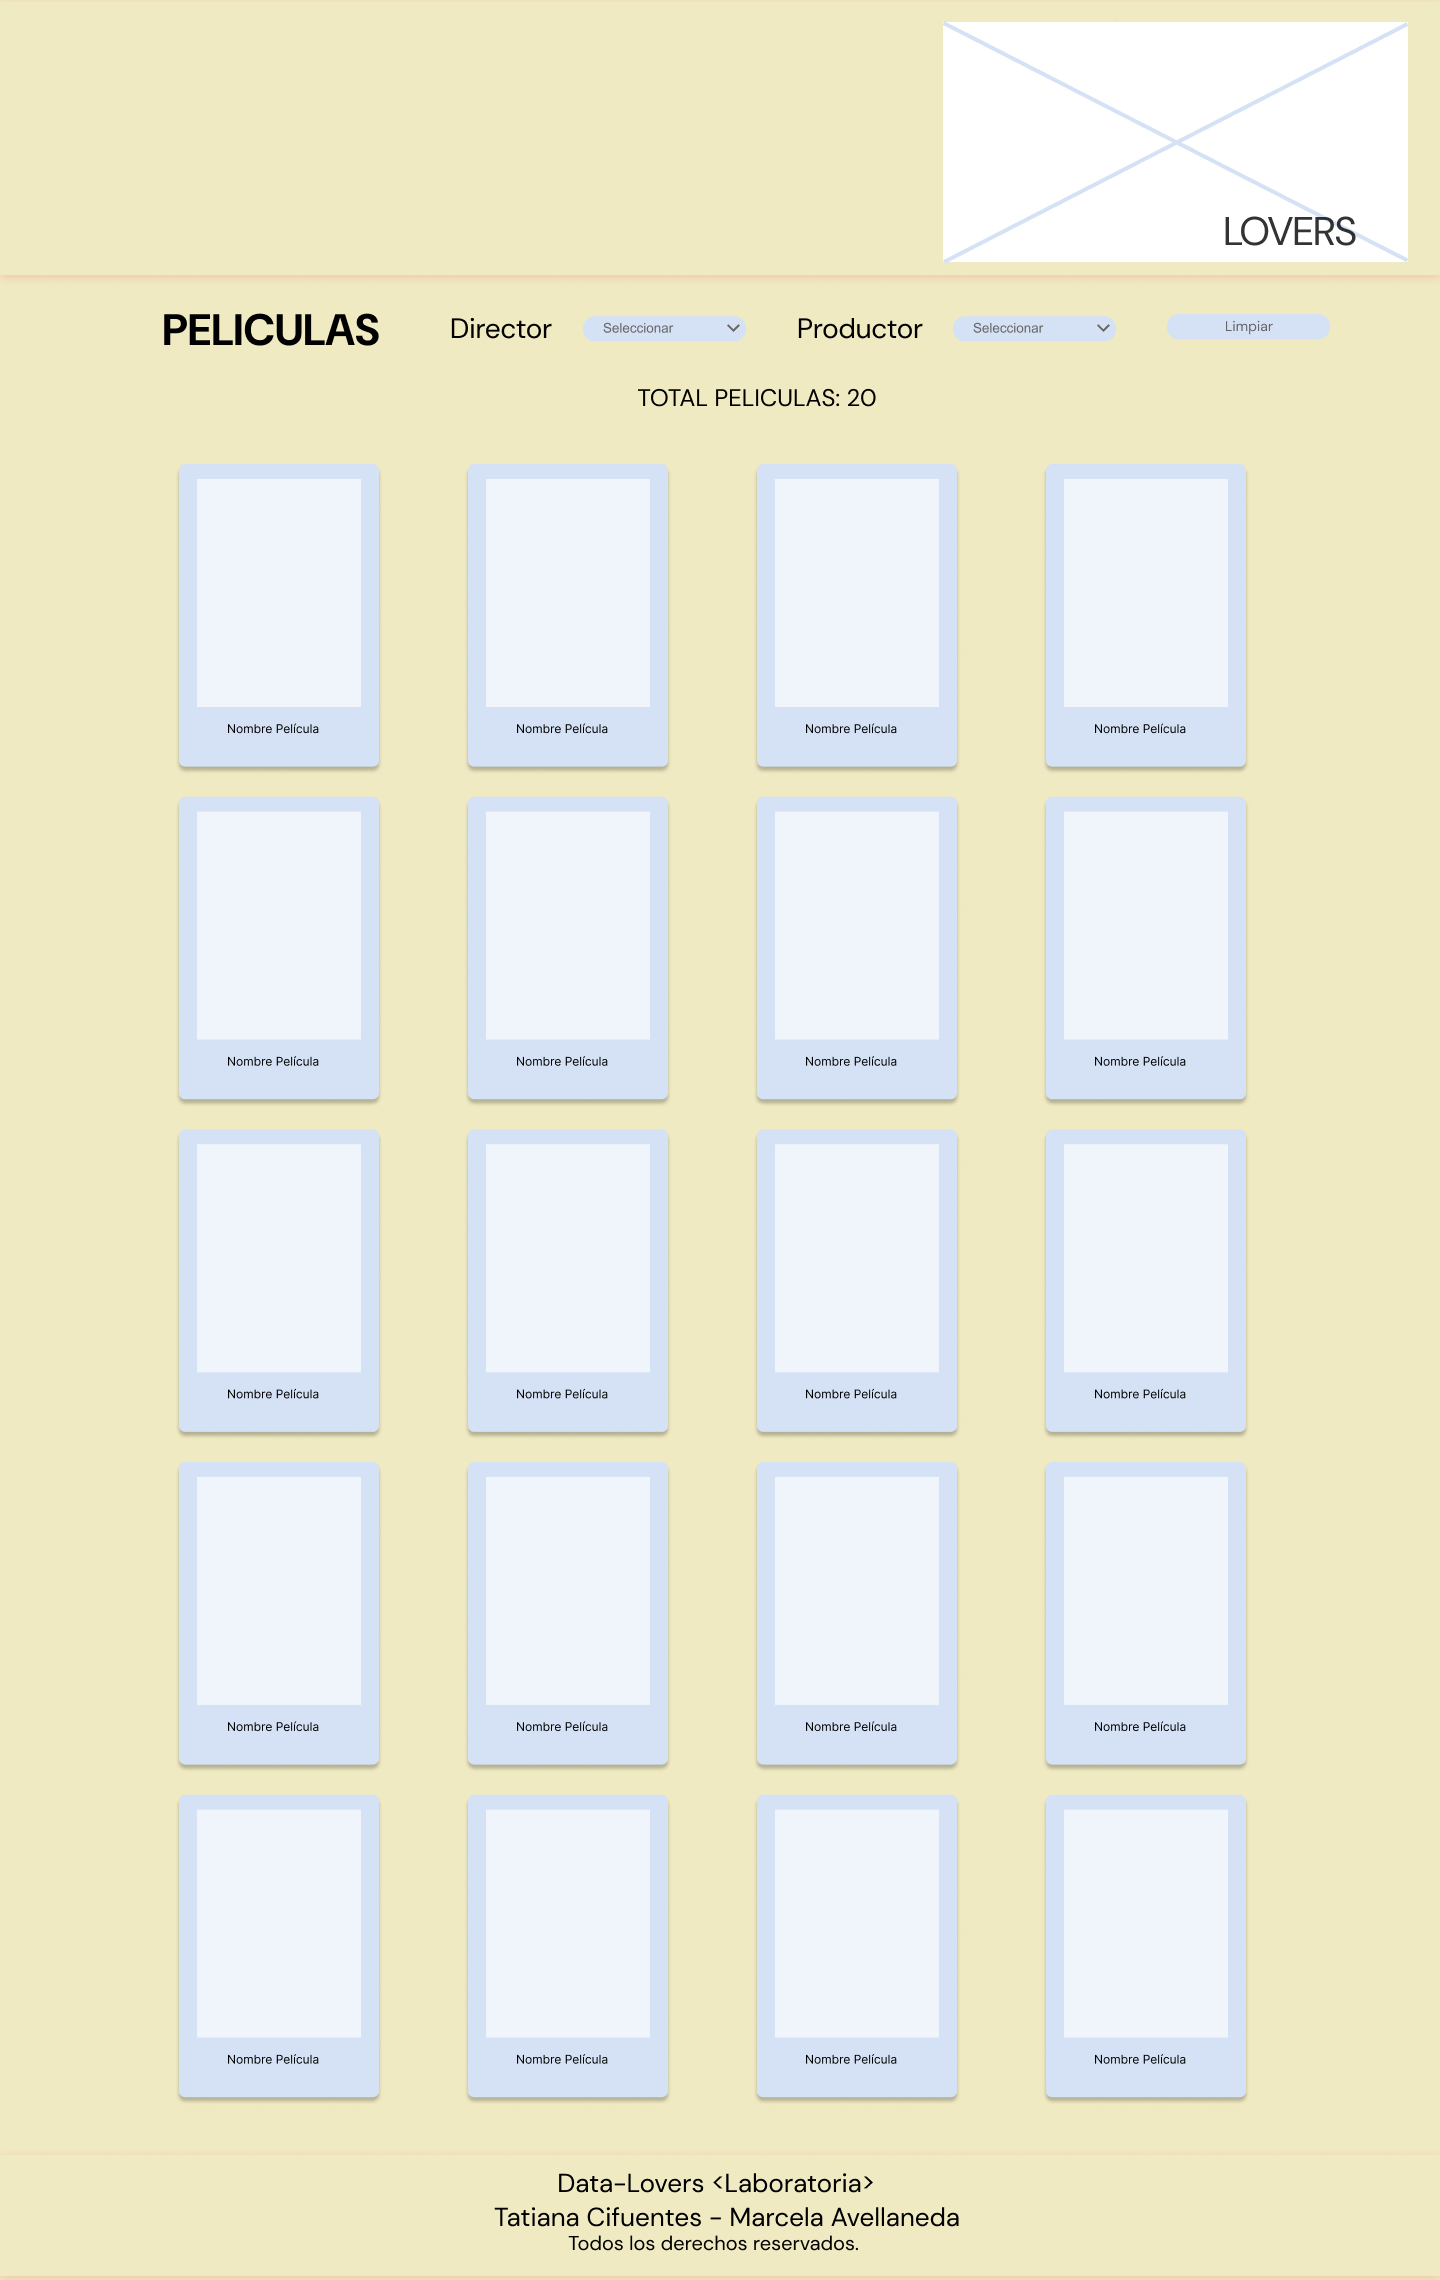 LOVERS
PELICULAS Director Seleccionar Productor Seleccionar Limpiar
TOTAL PELICULAS: 20
Nombre Película Nombre Película Nombre Película Nombre Película
Nombre Película Nombre Película Nombre Película Nombre Película
Nombre Película Nombre Película Nombre Película Nombre Película
Nombre Película Nombre Película Nombre Película Nombre Película
Nombre Película Nombre Película Nombre Película Nombre Película
Data-Lovers <Laboratoria>
Tatiana Cifuentes - Marcela Avellaneda
Todos los derechos reservados.